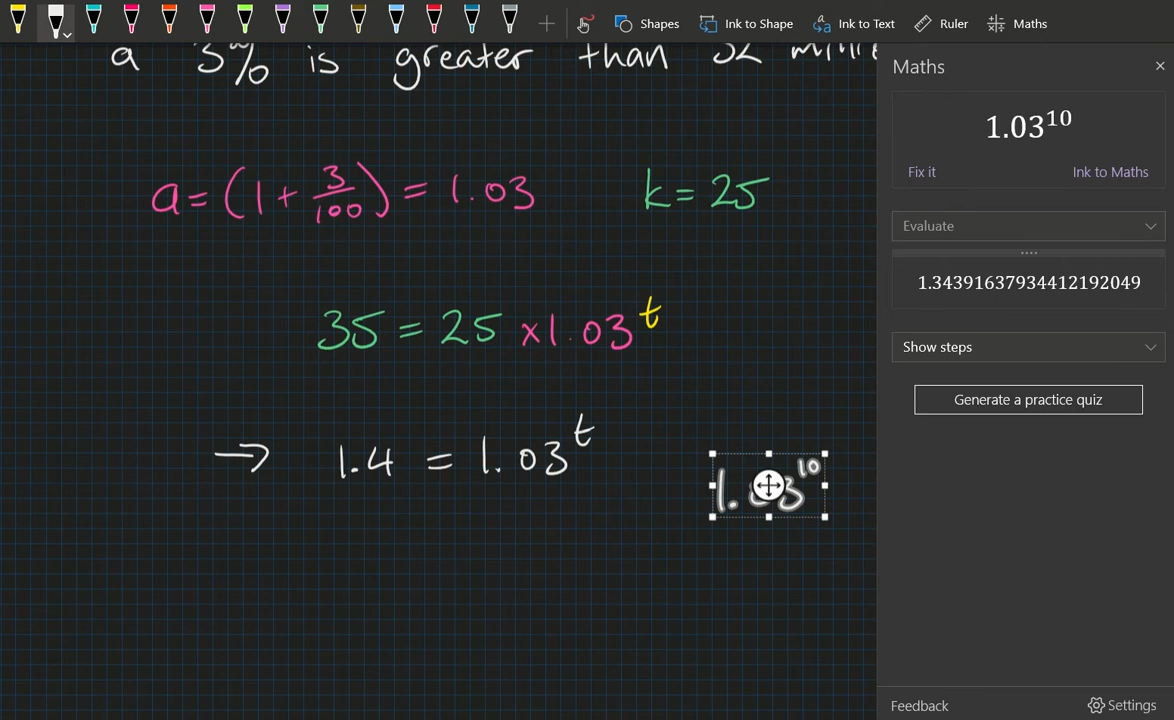 Shapes Ink to Shape Ink to Text Ruler Maths
a 3% is greater than 32
Maths
1.03^10
Fix it Ink to Maths
a = (1 + 3/100) = 1.03 k = 25
Evaluate
1.34391637934412192049
35 = 25 × 1.03^t
Show steps
Generate a practice quiz
→ 1.4 = 1.03^t
1.03^10
Feedback Settings